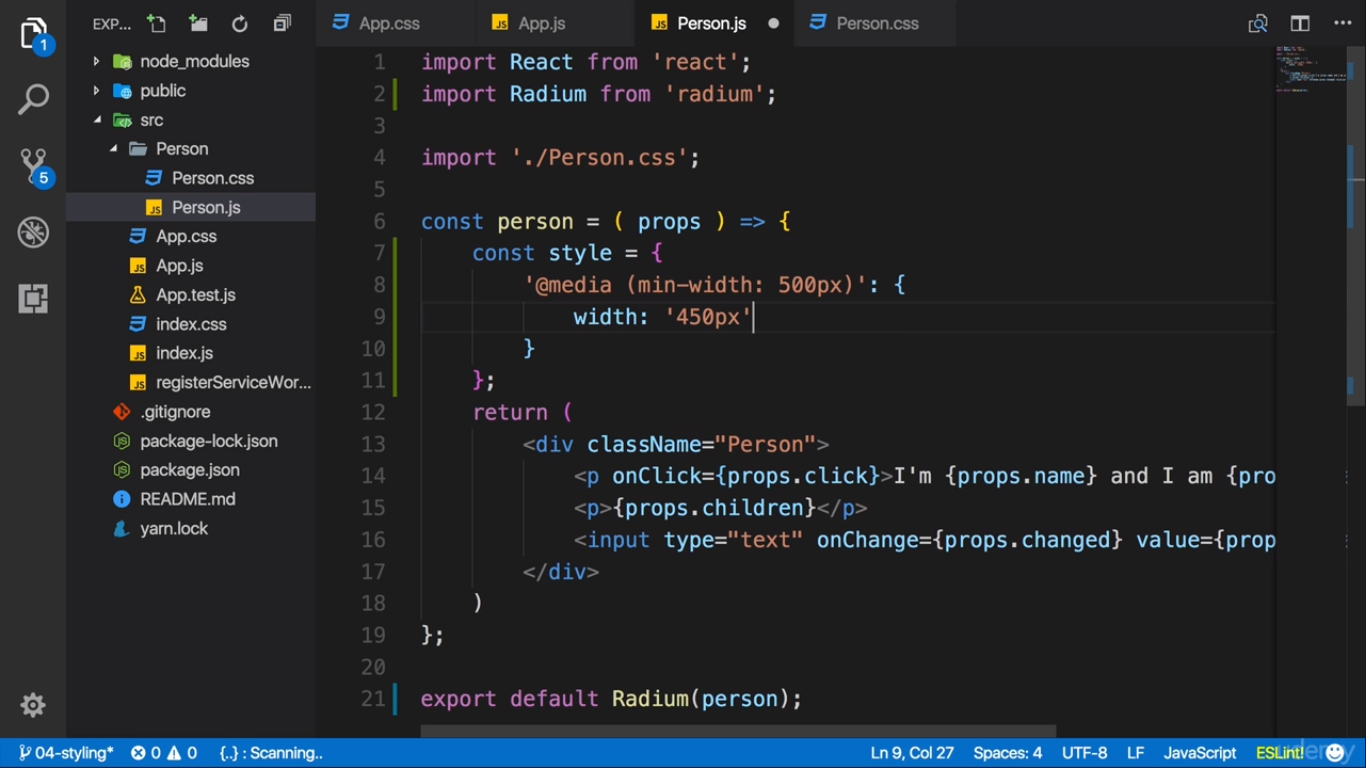 EXP...
App.css
App.js
Person.js
Person.css
1
5
node_modules
public
src
Person
Person.css
Person.js
App.css
App.js
App.test.js
index.css
index.js
registerServiceWor...
.gitignore
package-lock.json
package.json
README.md
yarn.lock
1 import React from 'react';
2 import Radium from 'radium';
3
4 import './Person.css';
5
6 const person = ( props ) => {
7 const style = {
8 '@media (min-width: 500px)': {
9 width: '450px'
10 }
11 };
12 return (
13 <div className="Person">
14 <p onClick={props.click}>I'm {props.name} and I am {pro
15 <p>{props.children}</p>
16 <input type="text" onChange={props.changed} value={prop
17 </div>
18 )
19 };
20
21 export default Radium(person);
04-styling* 0 0 {..} : Scanning.. Ln 9, Col 27 Spaces: 4 UTF-8 LF JavaScript ESLint!
udemy